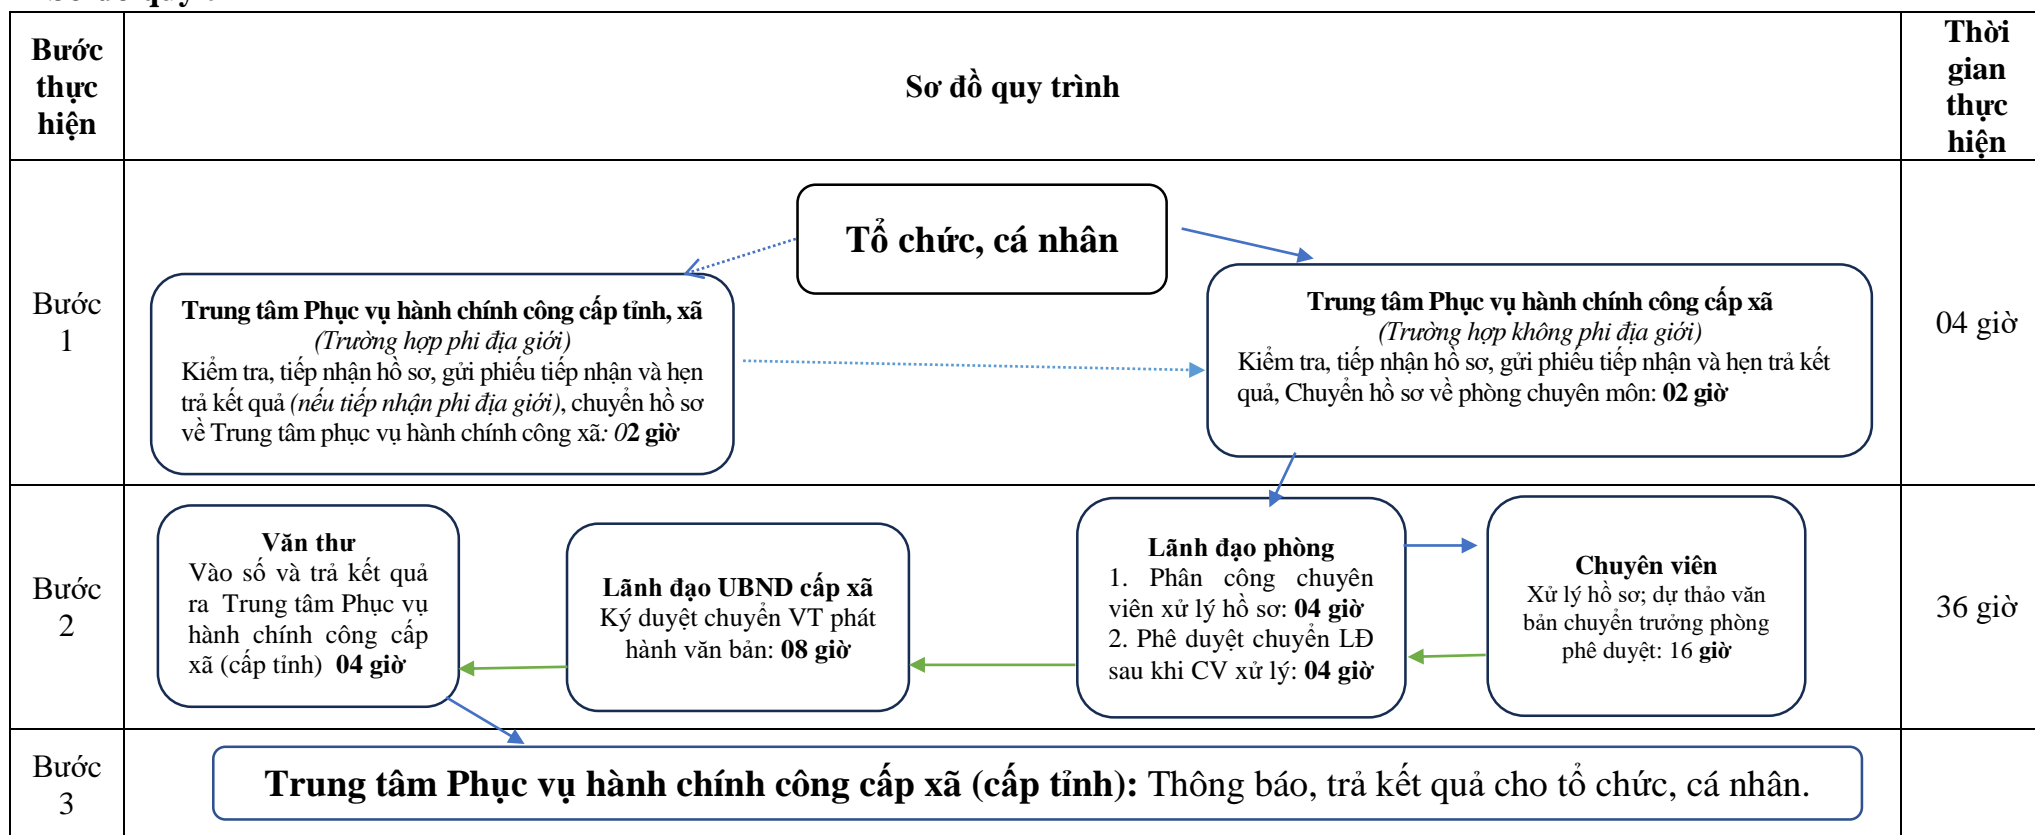 Bước
thực
hiện
Sơ đồ quy trình
Thời
gian
thực
hiện
Bước
1
Tổ chức, cá nhân
Trung tâm Phục vụ hành chính công cấp tỉnh, xã
(Trường hợp phi địa giới)
Kiểm tra, tiếp nhận hồ sơ, gửi phiếu tiếp nhận và hẹn
trả kết quả (nếu tiếp nhận phi địa giới), chuyển hồ sơ
về Trung tâm phục vụ hành chính công xã: 02 giờ
Trung tâm Phục vụ hành chính công cấp xã
(Trường hợp không phi địa giới)
Kiểm tra, tiếp nhận hồ sơ, gửi phiếu tiếp nhận và hẹn trả kết
quả, Chuyển hồ sơ về phòng chuyên môn: 02 giờ
04 giờ
Bước
2
Văn thư
Vào số và trả kết quả
ra Trung tâm Phục vụ
hành chính công cấp
xã (cấp tỉnh) 04 giờ
Lãnh đạo UBND cấp xã
Ký duyệt chuyển VT phát
hành văn bản: 08 giờ
Lãnh đạo phòng
1. Phân công chuyên
viên xử lý hồ sơ: 04 giờ
2. Phê duyệt chuyển LĐ
sau khi CV xử lý: 04 giờ
Chuyên viên
Xử lý hồ sơ; dự thảo văn
bản chuyển trưởng phòng
phê duyệt: 16 giờ
36 giờ
Bước
3
Trung tâm Phục vụ hành chính công cấp xã (cấp tỉnh): Thông báo, trả kết quả cho tổ chức, cá nhân.